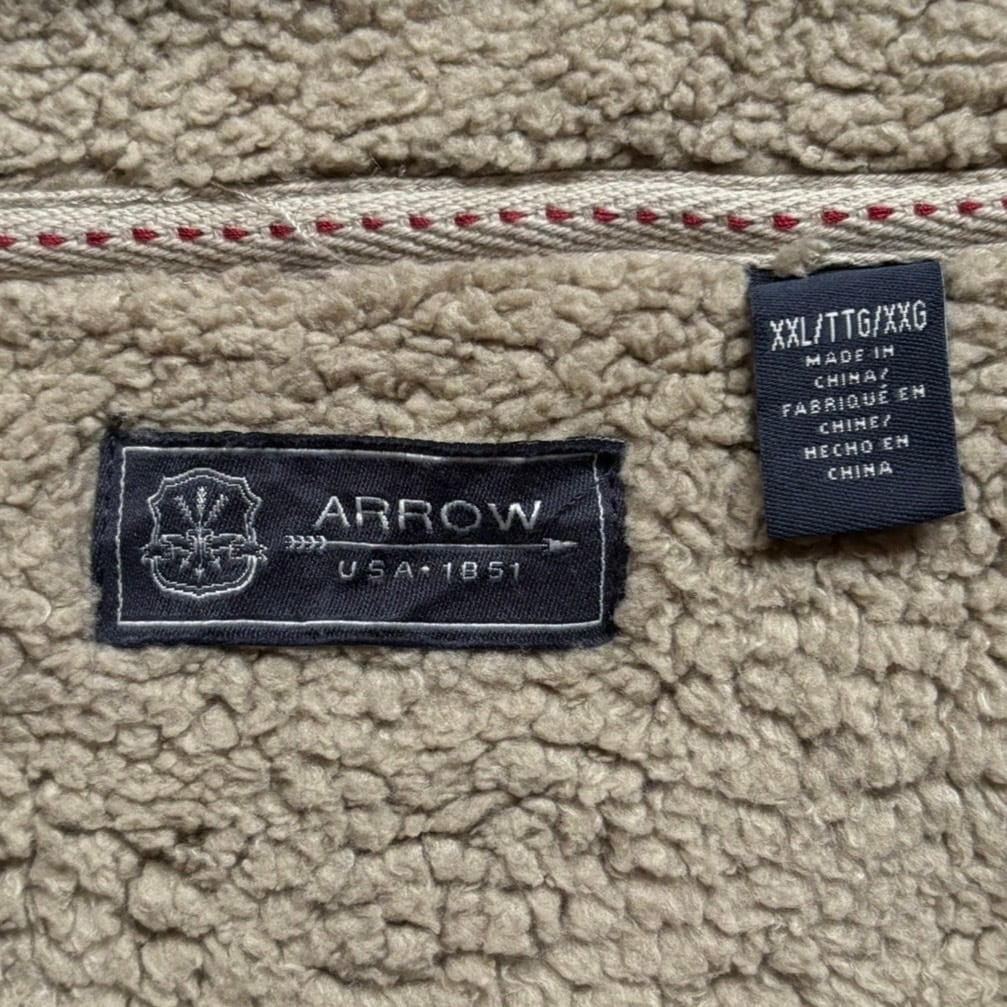 ARROW
USA·1851
XXL/TTG/XXG
MADE IN
CHINA/
FABRIQUÉ EN
CHINE/
HECHO EN
CHINA